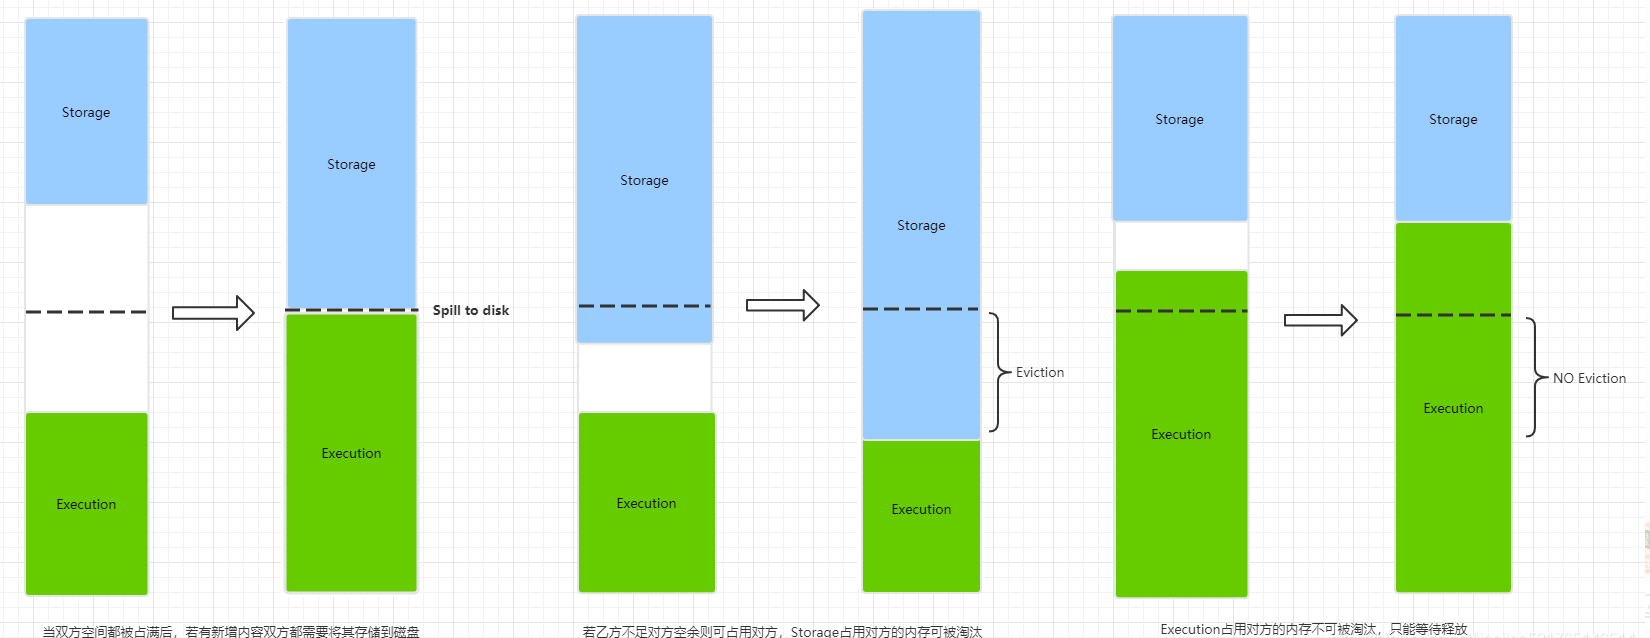 Storage
Execution
Storage
Execution
Spill to disk
Storage
Execution
Storage
Execution
Eviction
Storage
Execution
Storage
Execution
NO Eviction
当双方空间都被占满后，若有新增内容双方都需要将其存储到磁盘
若乙方不足对方空余则可占用对方，Storage占用对方的内存可被淘汰
Execution占用对方的内存不可被淘汰，只能等待释放